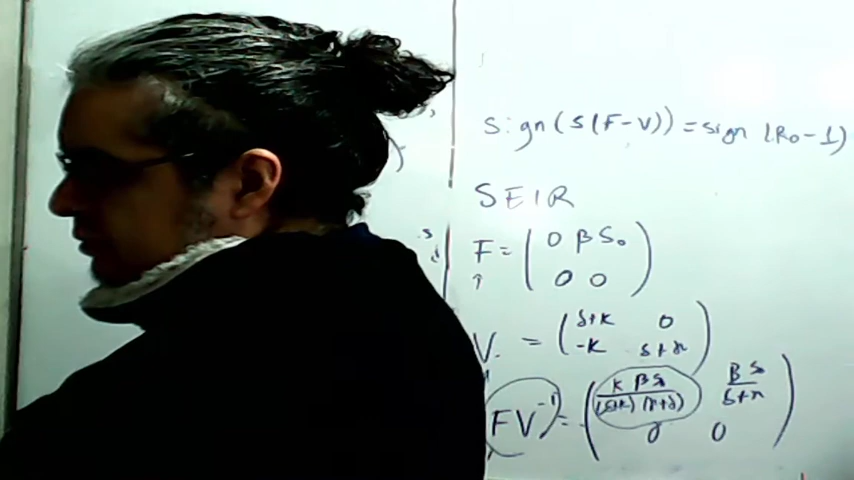 sign(s(F-V)) = sign(R₀-1)
SEIR
F = ( 0 βS₀
0 0 )
V = ( δ+κ 0
-κ δ+γ )
FV⁻¹ = ( κβS₀/((δ+κ)(γ+δ)) βS₀/(δ+γ)
0 0 )